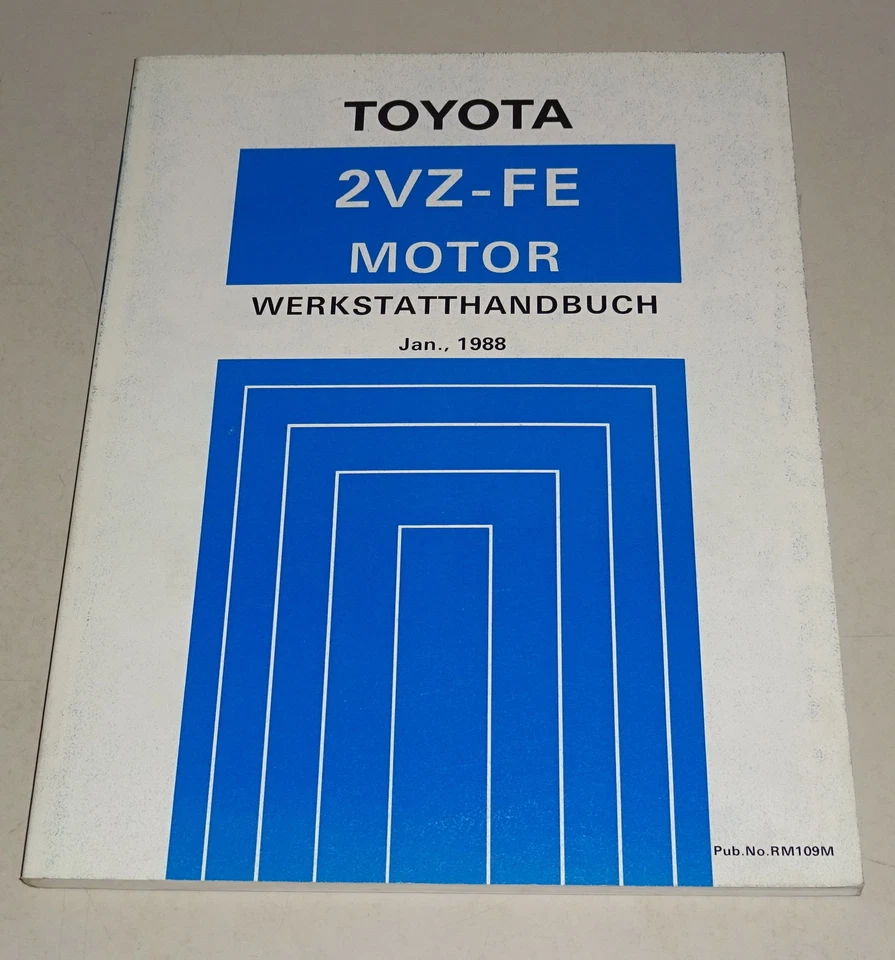 TOYOTA
2VZ-FE
MOTOR
WERKSTATTHANDBUCH
Jan., 1988
Pub.No.RM109M